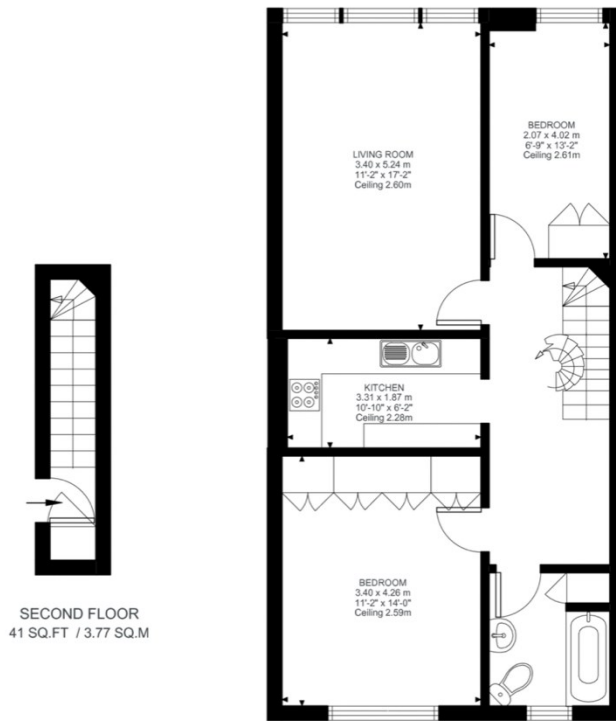 BEDROOM
2.07 x 4.02 m
6'-9" x 13'-2"
Ceiling 2.61m
LIVING ROOM
3.40 x 5.24 m
11'-2" x 17'-2"
Ceiling 2.60m
KITCHEN
3.31 x 1.87 m
10'-10" x 6'-2"
Ceiling 2.28m
BEDROOM
3.40 x 4.26 m
11'-2" x 14'-0"
Ceiling 2.59m
SECOND FLOOR
41 SQ.FT / 3.77 SQ.M